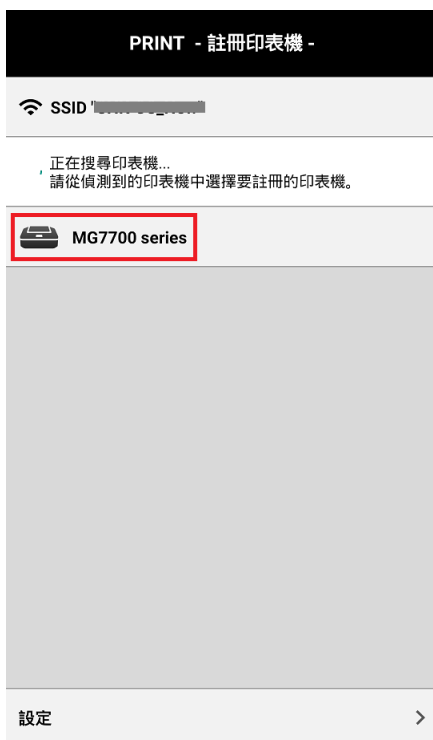 PRINT - 註冊印表機 -
SSID "
正在搜尋印表機...
請從偵測到的印表機中選擇要註冊的印表機。
MG7700 series
設定